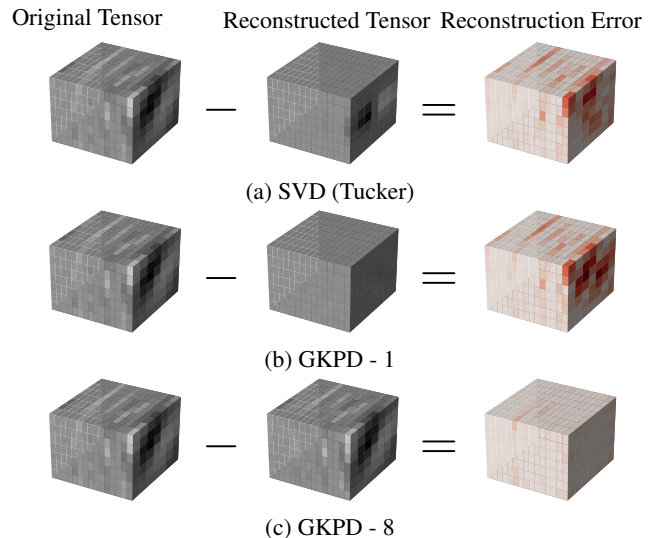 Original Tensor Reconstructed Tensor Reconstruction Error
− =
(a) SVD (Tucker)
− =
(b) GKPD - 1
− =
(c) GKPD - 8